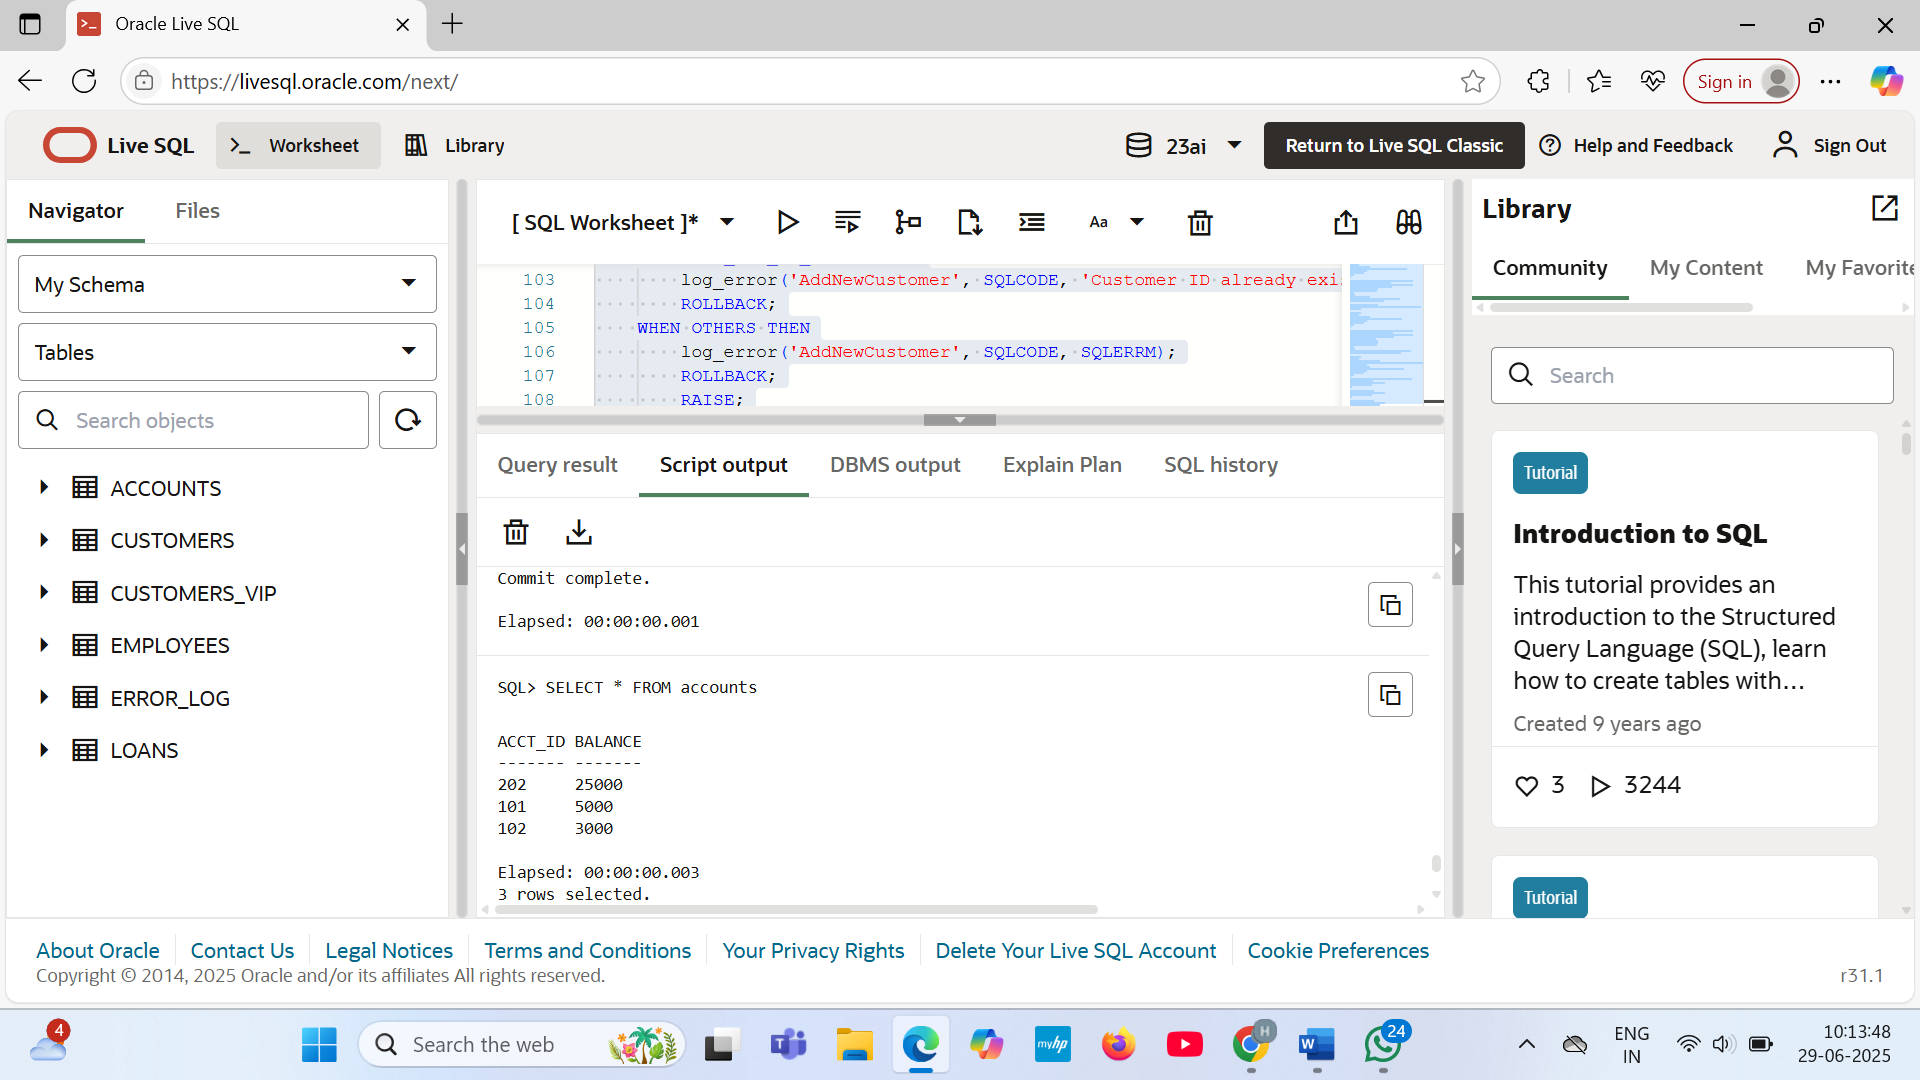 Oracle Live SQL
https://livesql.oracle.com/next/
Sign in
Live SQL
Worksheet
Library
23ai
Return to Live SQL Classic
Help and Feedback
Sign Out
Navigator
Files
My Schema
Tables
Search objects
ACCOUNTS
CUSTOMERS
CUSTOMERS_VIP
EMPLOYEES
ERROR_LOG
LOANS
[ SQL Worksheet ]*
Aa
103 log_error('AddNewCustomer', SQLCODE, 'Customer ID already exi
104 ROLLBACK;
105 WHEN OTHERS THEN
106 log_error('AddNewCustomer', SQLCODE, SQLERRM);
107 ROLLBACK;
108 RAISE;
Query result
Script output
DBMS output
Explain Plan
SQL history
Commit complete.
Elapsed: 00:00:00.001
SQL> SELECT * FROM accounts
ACCT_ID BALANCE
------- -------
202 25000
101 5000
102 3000
Elapsed: 00:00:00.003
3 rows selected.
Library
Community
My Content
My Favorite
Search
Tutorial
Introduction to SQL
This tutorial provides an
introduction to the Structured
Query Language (SQL), learn
how to create tables with...
Created 9 years ago
3
3244
Tutorial
About Oracle
Contact Us
Legal Notices
Terms and Conditions
Your Privacy Rights
Delete Your Live SQL Account
Cookie Preferences
Copyright © 2014, 2025 Oracle and/or its affiliates All rights reserved.
r31.1
4
Search the web
myhp
H
24
ENG
IN
10:13:48
29-06-2025